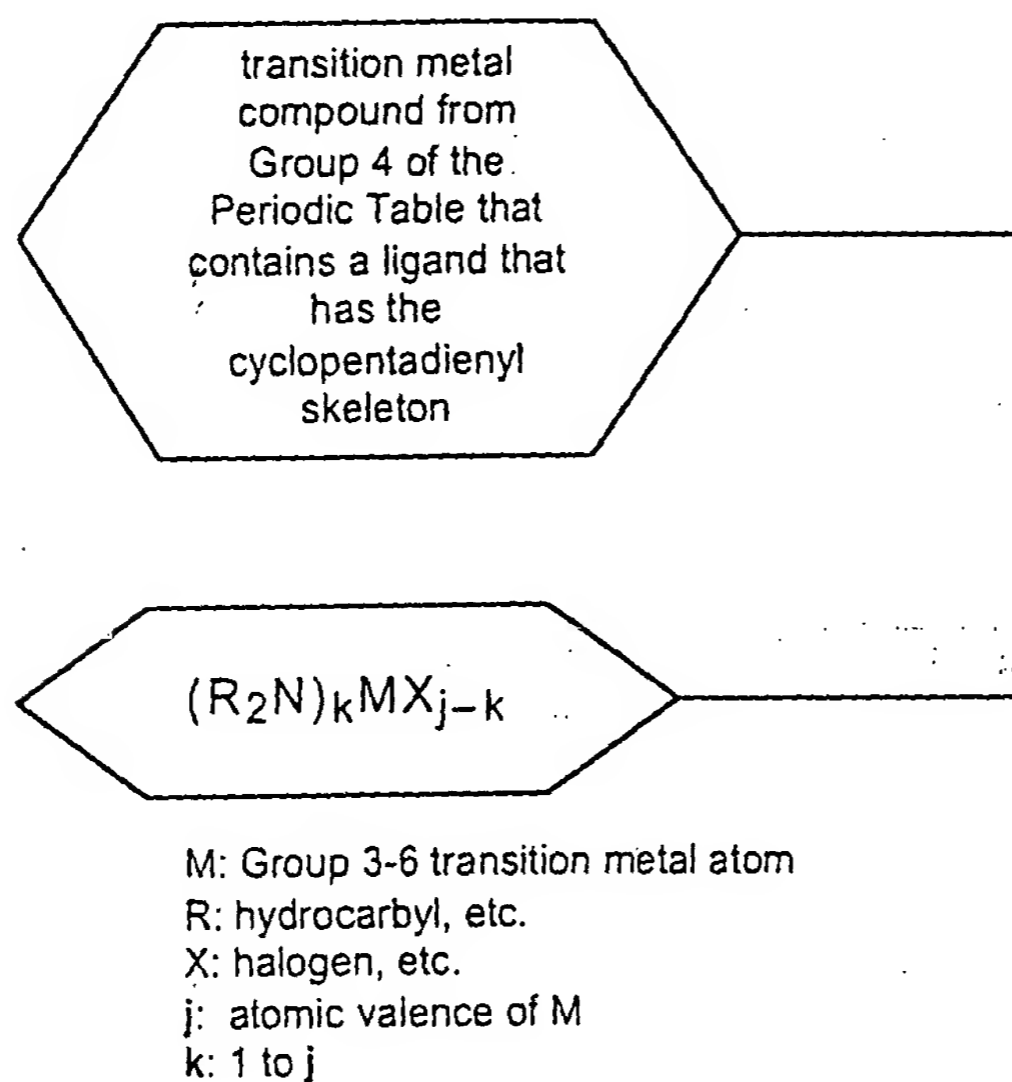 transition metal
compound from
Group 4 of the
Periodic Table that
contains a ligand that
has the
cyclopentadienyl
skeleton
(R₂N)ₖMXⱼ₋ₖ
M: Group 3-6 transition metal atom
R: hydrocarbyl, etc.
X: halogen, etc.
j: atomic valence of M
k: 1 to j